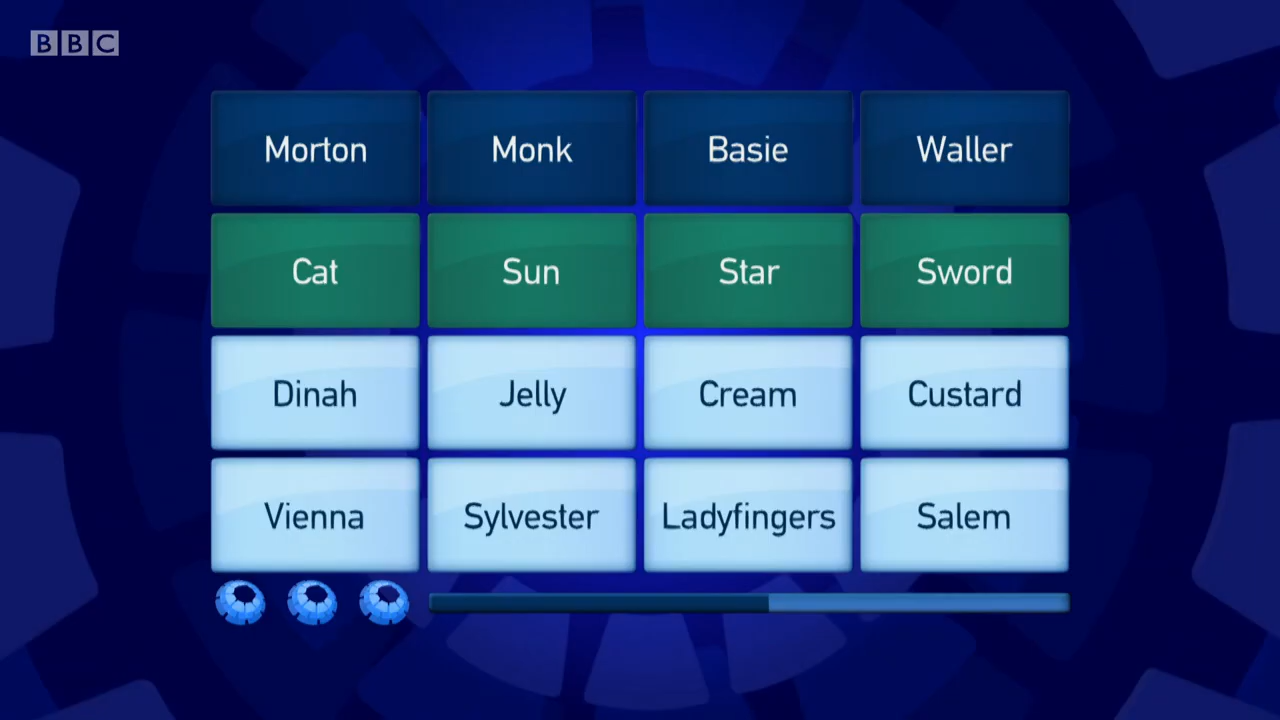 BBC
Morton Monk Basie Waller
Cat Sun Star Sword
Dinah Jelly Cream Custard
Vienna Sylvester Ladyfingers Salem